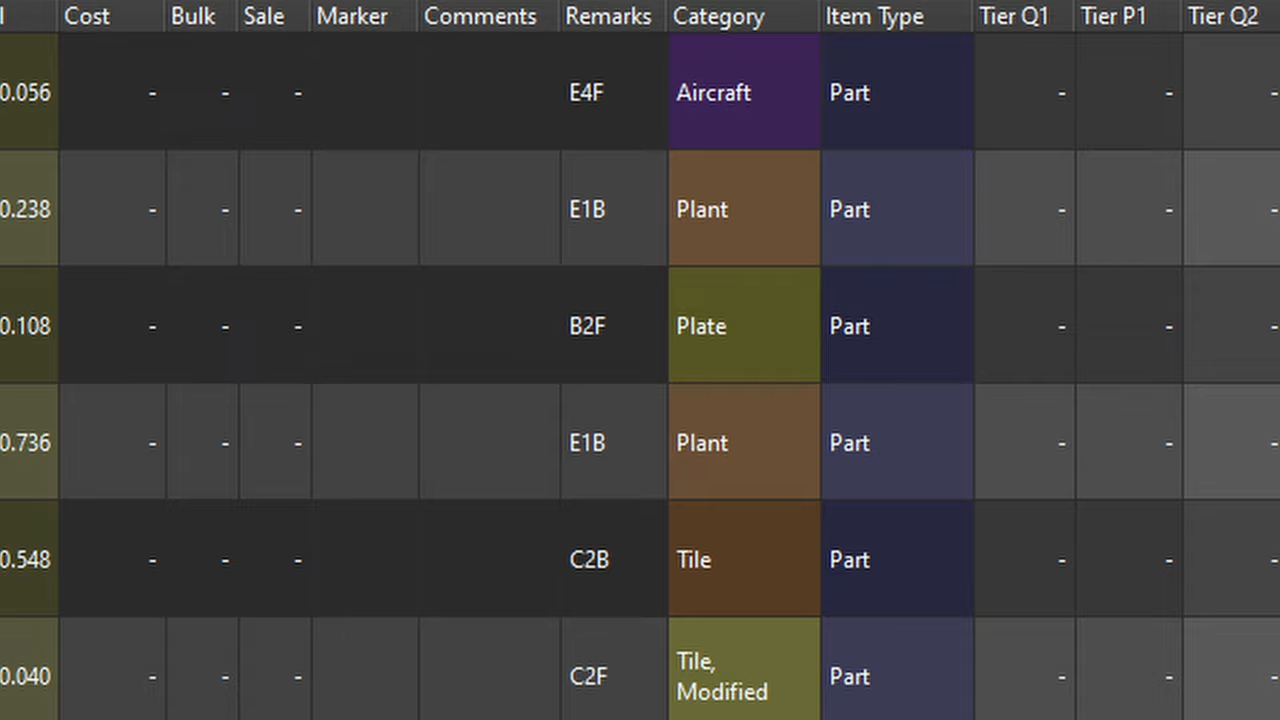 l Cost Bulk Sale Marker Comments Remarks Category Item Type Tier Q1 Tier P1 Tier Q2
0.056 - - - E4F Aircraft Part - - -
0.238 - - - E1B Plant Part - - -
0.108 - - - B2F Plate Part - - -
0.736 - - - E1B Plant Part - - -
0.548 - - - C2B Tile Part - - -
0.040 - - - C2F Tile, Modified Part - - -